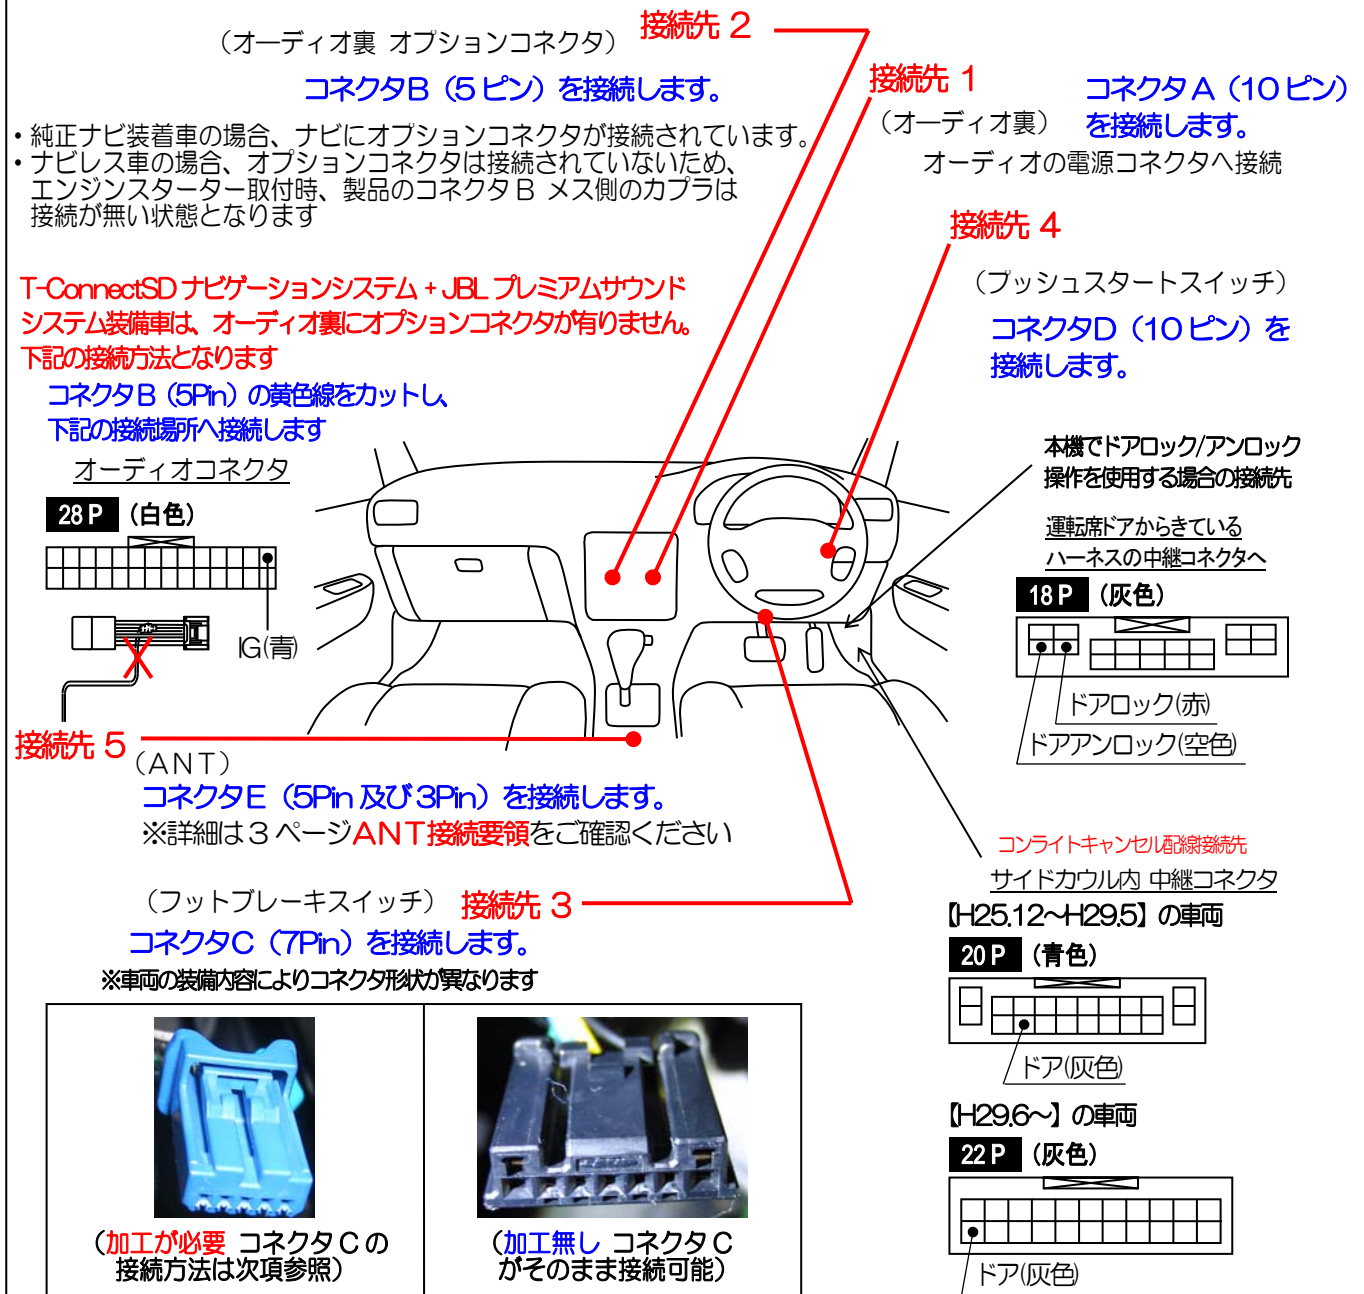 接続先 2
（オーディオ裏 オプションコネクタ）
コネクタB（5ピン）を接続します。
・純正ナビ装着車の場合、ナビにオプションコネクタが接続されています。
・ナビレス車の場合、オプションコネクタは接続されていないため、
エンジンスターター取付時、製品のコネクタB メス側のカプラは
接続が無い状態となります
接続先 1
（オーディオ裏）
コネクタA（10ピン）
を接続します。
オーディオの電源コネクタへ接続
接続先 4
（プッシュスタートスイッチ）
コネクタD（10ピン）を
接続します。
T-ConnectSDナビゲーションシステム+JBLプレミアムサウンド
システム装備車は、オーディオ裏にオプションコネクタが有りません。
下記の接続方法となります
コネクタB（5Pin）の黄色線をカットし、
下記の接続場所へ接続します
オーディオコネクタ
28P（白色）
IG(青)
本機でドアロック/アンロック
操作を使用する場合の接続先
運転席ドアからきている
ハーネスの中継コネクタへ
18P（灰色）
ドアロック(赤)
ドアアンロック(空色)
接続先 5
（ANT）
コネクタE（5Pin及び3Pin）を接続します。
※詳細は3ページANT接続要領をご確認ください
（フットブレーキスイッチ）
接続先 3
コネクタC（7Pin）を接続します。
※車両の装備内容によりコネクタ形状が異なります
（加工が必要 コネクタCの
接続方法は次項参照）
（加工無し コネクタC
がそのまま接続可能）
コンライトキャンセル配線接続先
サイドカウル内 中継コネクタ
【H25.12～H29.5】の車両
20P（青色）
ドア(灰色)
【H29.6～】の車両
22P（灰色）
ドア(灰色)